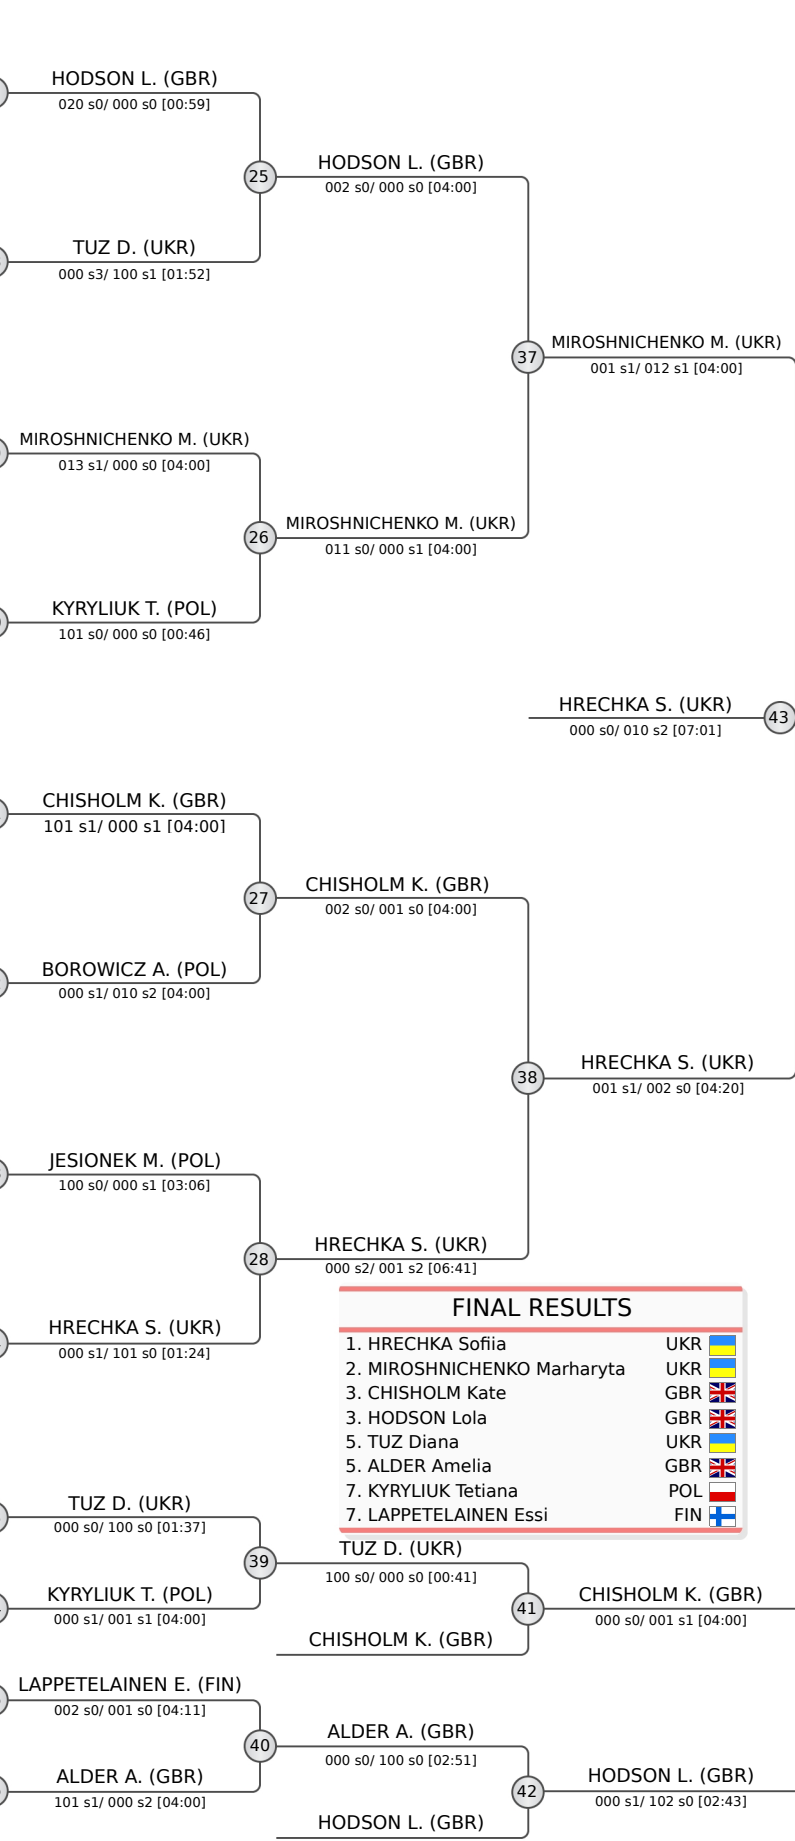 HODSON L. (GBR)
020 s0/ 000 s0 [00:59]
25
HODSON L. (GBR)
002 s0/ 000 s0 [04:00]
TUZ D. (UKR)
000 s3/ 100 s1 [01:52]
37
MIROSHNICHENKO M. (UKR)
001 s1/ 012 s1 [04:00]
MIROSHNICHENKO M. (UKR)
013 s1/ 000 s0 [04:00]
26
MIROSHNICHENKO M. (UKR)
011 s0/ 000 s1 [04:00]
KYRYLIUK T. (POL)
101 s0/ 000 s0 [00:46]
HRECHKA S. (UKR)
000 s0/ 010 s2 [07:01]
43
CHISHOLM K. (GBR)
101 s1/ 000 s1 [04:00]
27
CHISHOLM K. (GBR)
002 s0/ 001 s0 [04:00]
BOROWICZ A. (POL)
000 s1/ 010 s2 [04:00]
38
HRECHKA S. (UKR)
001 s1/ 002 s0 [04:20]
JESIONEK M. (POL)
100 s0/ 000 s1 [03:06]
28
HRECHKA S. (UKR)
000 s2/ 001 s2 [06:41]
HRECHKA S. (UKR)
000 s1/ 101 s0 [01:24]
FINAL RESULTS
1. HRECHKA Sofiia UKR
2. MIROSHNICHENKO Marharyta UKR
3. CHISHOLM Kate GBR
3. HODSON Lola GBR
5. TUZ Diana UKR
5. ALDER Amelia GBR
7. KYRYLIUK Tetiana POL
7. LAPPETELAINEN Essi FIN
TUZ D. (UKR)
000 s0/ 100 s0 [01:37]
39
TUZ D. (UKR)
100 s0/ 000 s0 [00:41]
KYRYLIUK T. (POL)
000 s1/ 001 s1 [04:00]
41
CHISHOLM K. (GBR)
000 s0/ 001 s1 [04:00]
CHISHOLM K. (GBR)
LAPPETELAINEN E. (FIN)
002 s0/ 001 s0 [04:11]
40
ALDER A. (GBR)
000 s0/ 100 s0 [02:51]
ALDER A. (GBR)
101 s1/ 000 s2 [04:00]
42
HODSON L. (GBR)
000 s1/ 102 s0 [02:43]
HODSON L. (GBR)